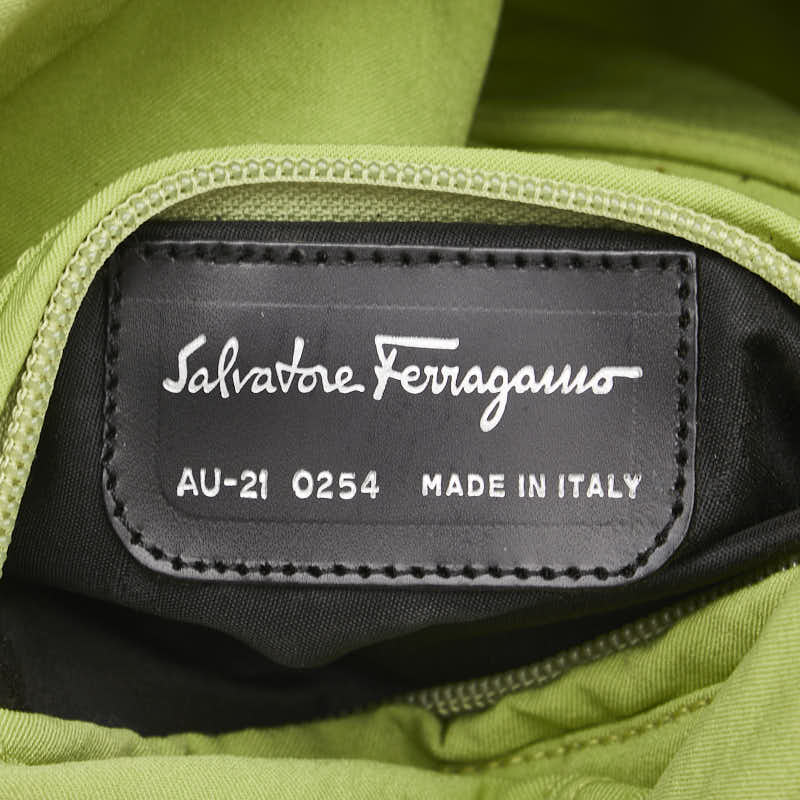 Salvatore Ferragamo
AU-21 0254 MADE IN ITALY